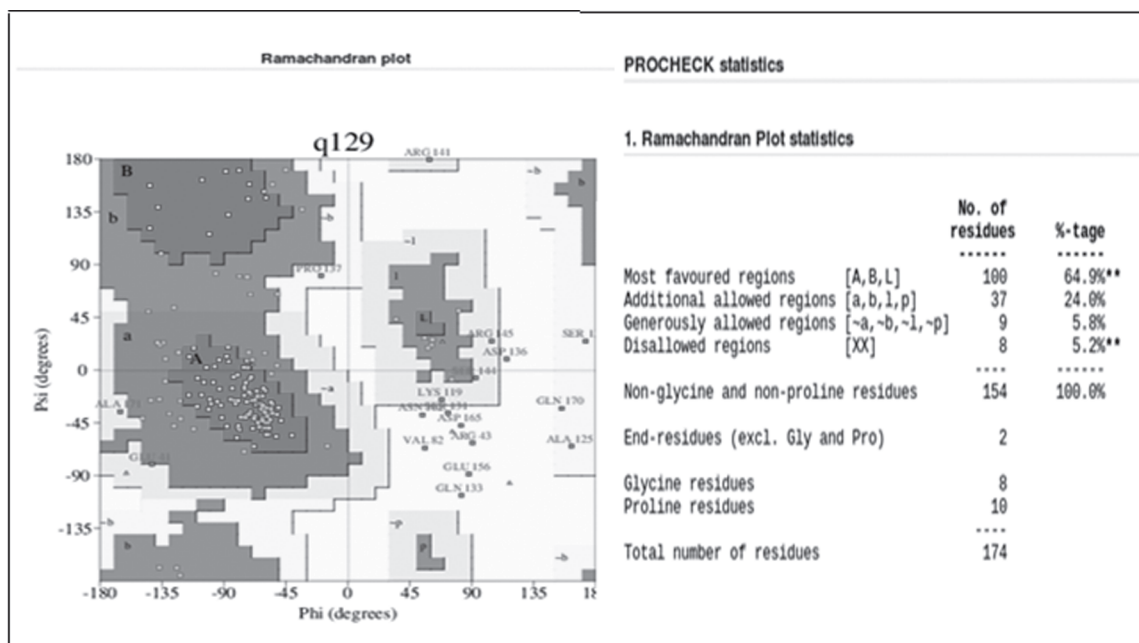 Ramachandran plot
q129
180
135
90
45
0
-45
-90
-135
-180
-135
-90
-45
0
45
90
135
18
Psi (degrees)
Phi (degrees)
B
b
a
A
L
l
p
b
b
~b
~b
~l
~a
~b
~p
~b
ARG 141
PRO 137
ARG 145
SER 1
ASP 136
LYS 119
ASP 165
ARG 43
VAL 82
GLN 170
ALA 125
GLU 156
GLN 133
PROCHECK statistics
1. Ramachandran Plot statistics
No. of
residues %-tage
------ ------
Most favoured regions [A,B,L] 100 64.9%**
Additional allowed regions [a,b,l,p] 37 24.0%
Generously allowed regions [~a,~b,~l,~p] 9 5.8%
Disallowed regions [XX] 8 5.2%**
---- ------
Non-glycine and non-proline residues 154 100.0%
End-residues (excl. Gly and Pro) 2
Glycine residues 8
Proline residues 10
----
Total number of residues 174